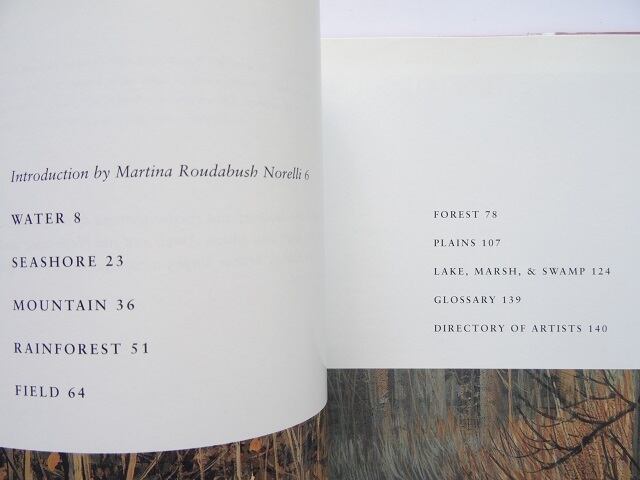 Introduction by Martina Roudabush Norelli 6
WATER 8
SEASHORE 23
MOUNTAIN 36
RAINFOREST 51
FIELD 64
FOREST 78
PLAINS 107
LAKE, MARSH, & SWAMP 124
GLOSSARY 139
DIRECTORY OF ARTISTS 140